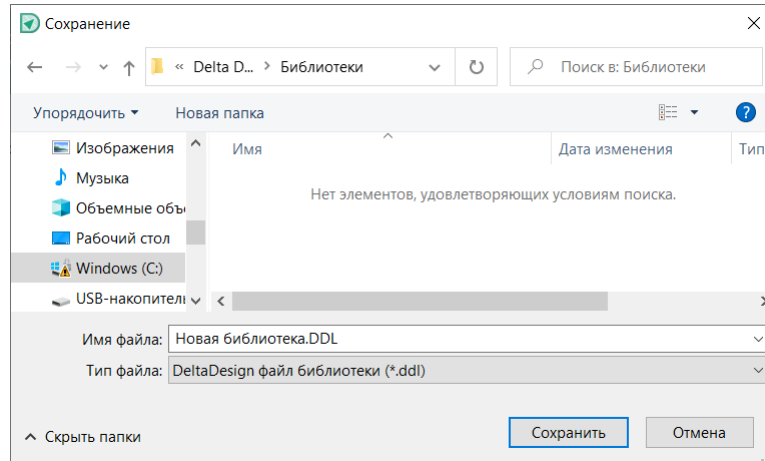 Сохранение
« Delta D... > Библиотеки
Поиск в: Библиотеки
Упорядочить
Новая папка
?
Имя
Дата изменения
Тип
Изображения
Музыка
Объемные объ
Рабочий стол
Windows (C:)
USB-накопитель
Нет элементов, удовлетворяющих условиям поиска.
Имя файла: Новая библиотека.DDL
Тип файла: DeltaDesign файл библиотеки (*.ddl)
Скрыть папки
Сохранить
Отмена